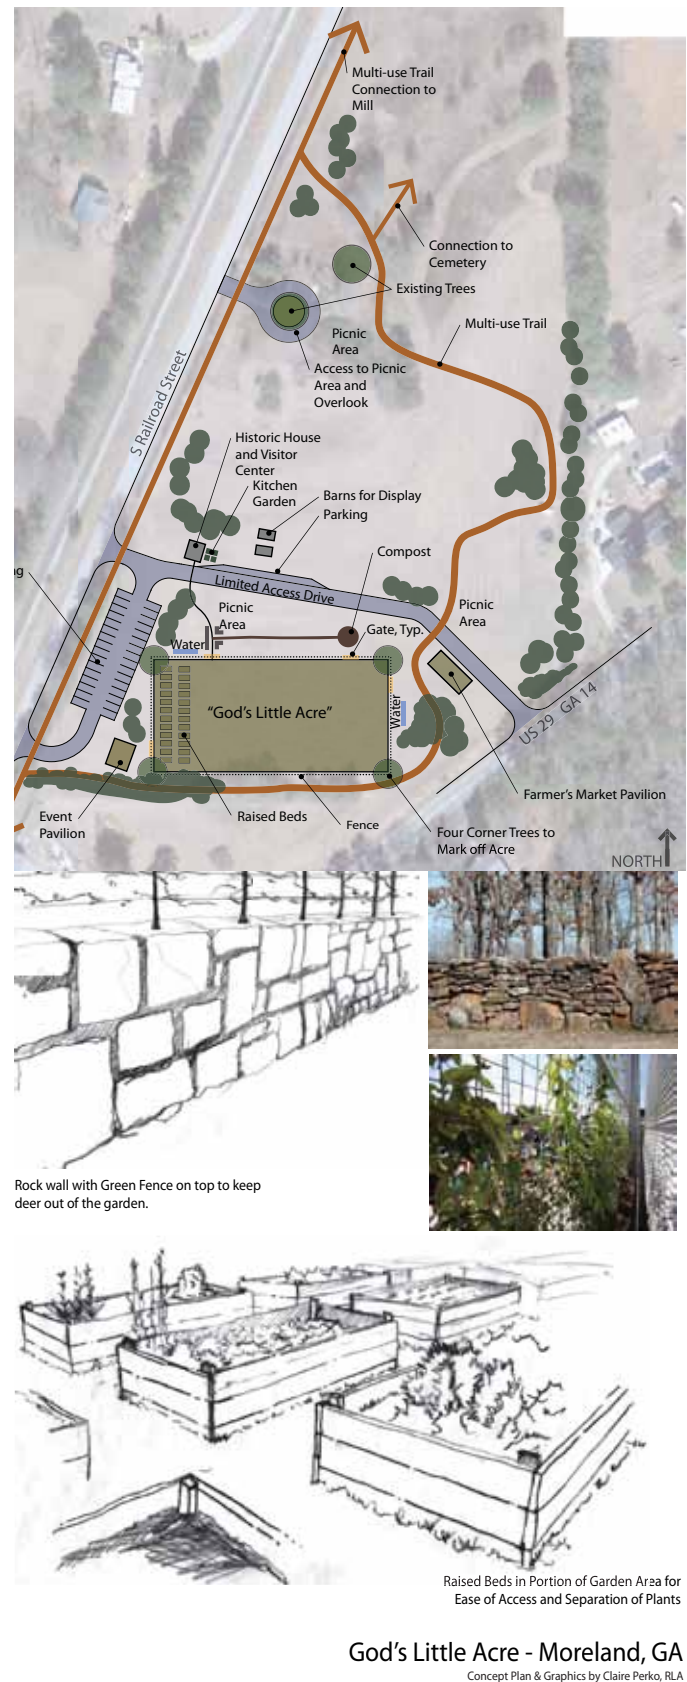 Multi-use Trail
Connection to
Mill
Connection to
Cemetery
Existing Trees
Multi-use Trail
Picnic
Area
Access to Picnic
Area and
Overlook
S Railroad Street
Historic House
and Visitor
Center
Kitchen
Garden
Barns for Display
Parking
Compost
ng
Limited Access Drive
Picnic
Area
Picnic
Area
Gate, Typ.
Water
"God's Little Acre"
Water
US 29 GA 14
Farmer's Market Pavilion
Event
Pavilion
Raised Beds
Fence
Four Corner Trees to
Mark off Acre
NORTH
Rock wall with Green Fence on top to keep
deer out of the garden.
Raised Beds in Portion of Garden Area for
Ease of Access and Separation of Plants
God's Little Acre - Moreland, GA
Concept Plan & Graphics by Claire Perko, RLA